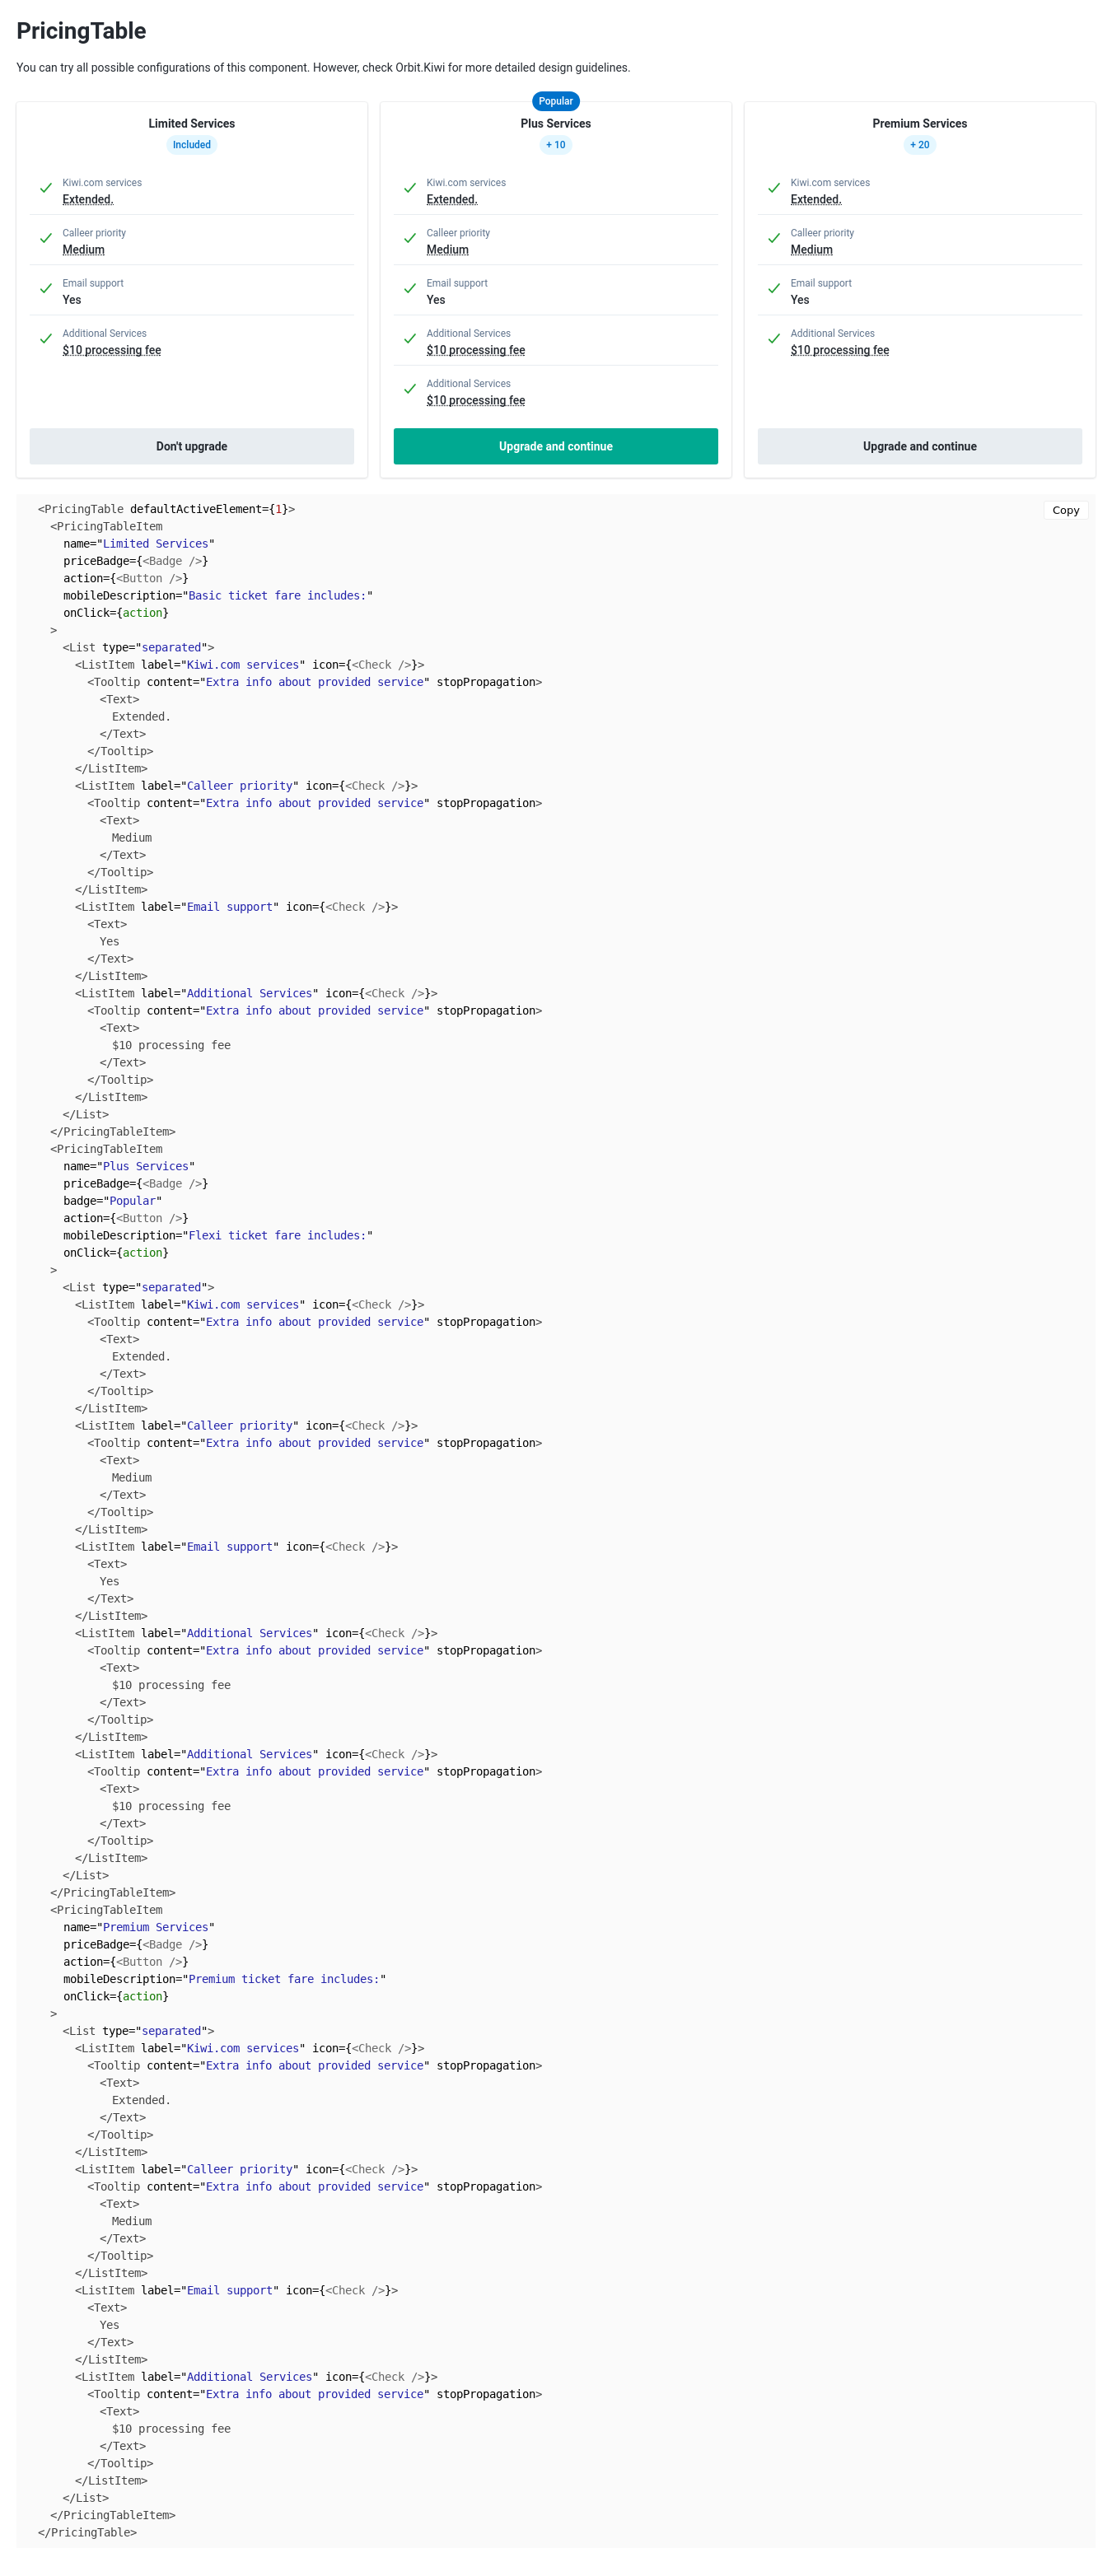 PricingTable
You can try all possible configurations of this component. However, check Orbit.Kiwi for more detailed design guidelines.
Limited Services
Included
Kiwi.com services
Extended.
Calleer priority
Medium
Email support
Yes
Additional Services
$10 processing fee
Don't upgrade
Popular
Plus Services
+ 10
Kiwi.com services
Extended.
Calleer priority
Medium
Email support
Yes
Additional Services
$10 processing fee
Additional Services
$10 processing fee
Upgrade and continue
Premium Services
+ 20
Kiwi.com services
Extended.
Calleer priority
Medium
Email support
Yes
Additional Services
$10 processing fee
Upgrade and continue
Copy
<PricingTable defaultActiveElement={1}>
<PricingTableItem
name="Limited Services"
priceBadge={<Badge />}
action={<Button />}
mobileDescription="Basic ticket fare includes:"
onClick={action}
>
<List type="separated">
<ListItem label="Kiwi.com services" icon={<Check />}>
<Tooltip content="Extra info about provided service" stopPropagation>
<Text>
Extended.
</Text>
</Tooltip>
</ListItem>
<ListItem label="Calleer priority" icon={<Check />}>
<Tooltip content="Extra info about provided service" stopPropagation>
<Text>
Medium
</Text>
</Tooltip>
</ListItem>
<ListItem label="Email support" icon={<Check />}>
<Text>
Yes
</Text>
</ListItem>
<ListItem label="Additional Services" icon={<Check />}>
<Tooltip content="Extra info about provided service" stopPropagation>
<Text>
$10 processing fee
</Text>
</Tooltip>
</ListItem>
</List>
</PricingTableItem>
<PricingTableItem
name="Plus Services"
priceBadge={<Badge />}
badge="Popular"
action={<Button />}
mobileDescription="Flexi ticket fare includes:"
onClick={action}
>
<List type="separated">
<ListItem label="Kiwi.com services" icon={<Check />}>
<Tooltip content="Extra info about provided service" stopPropagation>
<Text>
Extended.
</Text>
</Tooltip>
</ListItem>
<ListItem label="Calleer priority" icon={<Check />}>
<Tooltip content="Extra info about provided service" stopPropagation>
<Text>
Medium
</Text>
</Tooltip>
</ListItem>
<ListItem label="Email support" icon={<Check />}>
<Text>
Yes
</Text>
</ListItem>
<ListItem label="Additional Services" icon={<Check />}>
<Tooltip content="Extra info about provided service" stopPropagation>
<Text>
$10 processing fee
</Text>
</Tooltip>
</ListItem>
<ListItem label="Additional Services" icon={<Check />}>
<Tooltip content="Extra info about provided service" stopPropagation>
<Text>
$10 processing fee
</Text>
</Tooltip>
</ListItem>
</List>
</PricingTableItem>
<PricingTableItem
name="Premium Services"
priceBadge={<Badge />}
action={<Button />}
mobileDescription="Premium ticket fare includes:"
onClick={action}
>
<List type="separated">
<ListItem label="Kiwi.com services" icon={<Check />}>
<Tooltip content="Extra info about provided service" stopPropagation>
<Text>
Extended.
</Text>
</Tooltip>
</ListItem>
<ListItem label="Calleer priority" icon={<Check />}>
<Tooltip content="Extra info about provided service" stopPropagation>
<Text>
Medium
</Text>
</Tooltip>
</ListItem>
<ListItem label="Email support" icon={<Check />}>
<Text>
Yes
</Text>
</ListItem>
<ListItem label="Additional Services" icon={<Check />}>
<Tooltip content="Extra info about provided service" stopPropagation>
<Text>
$10 processing fee
</Text>
</Tooltip>
</ListItem>
</List>
</PricingTableItem>
</PricingTable>